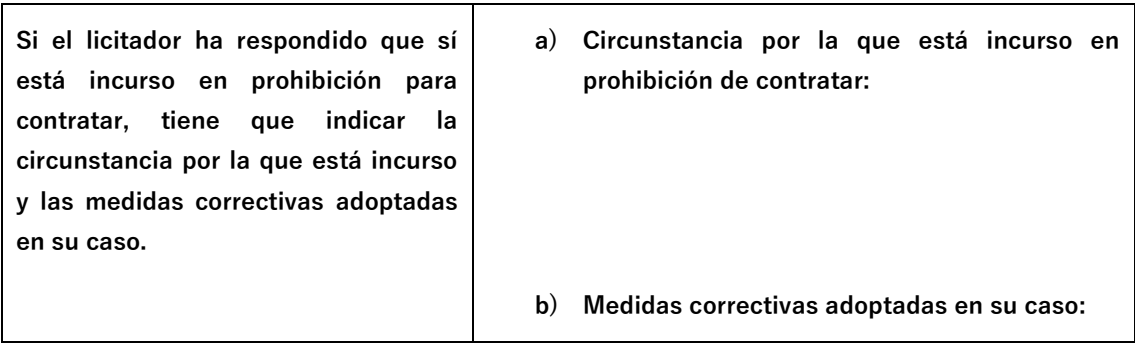 Si el licitador ha respondido que sí
está incurso en prohibición para
contratar, tiene que indicar la
circunstancia por la que está incurso
y las medidas correctivas adoptadas
en su caso.
a) Circunstancia por la que está incurso en
prohibición de contratar:
b) Medidas correctivas adoptadas en su caso: